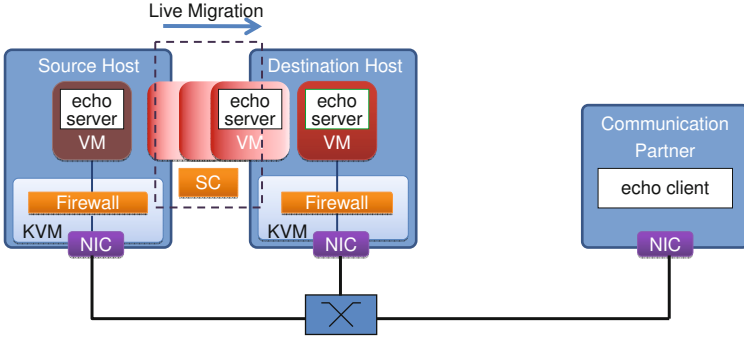 Live Migration
Source Host
Destination Host
echo
server
VM
echo
server
VM
echo
server
VM
SC
Firewall
KVM
NIC
Firewall
KVM
NIC
Communication
Partner
echo client
NIC